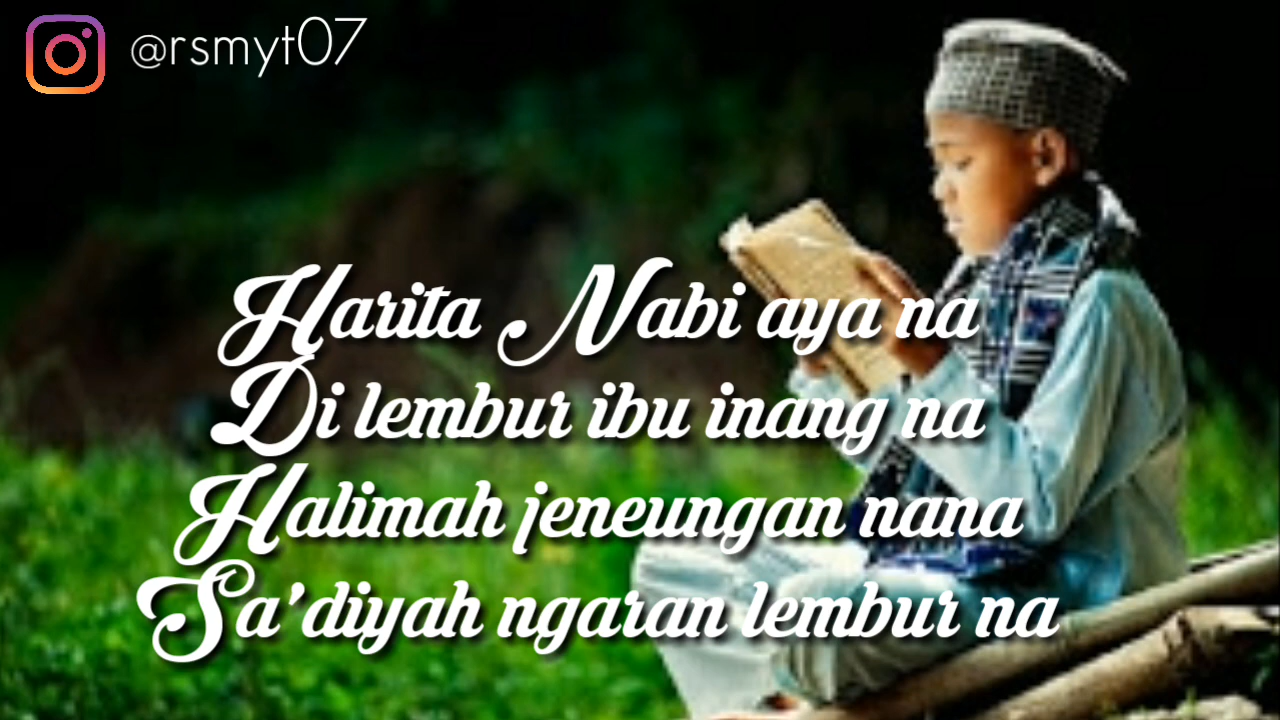 @rsmyt07
Harita Nabi aya na
Di lembur ibu inang na
Halimah jeneungan nana
Sa'diyah ngaran lembur na